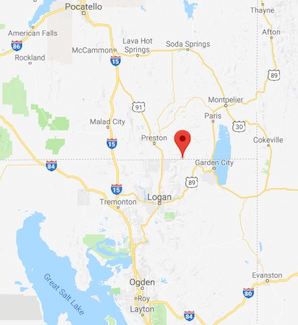 Pocatello
Thayne
American Falls
Afton
86
Rockland
Lava Hot
Springs
McCammon
Soda Springs
15
89
91
Montpelier
Malad City
Paris
30
Preston
15
Cokeville
84
Garden City
89
15
Logan
Tremonton
Great Salt Lake
Ogden
Evanston
Roy
Layton
80